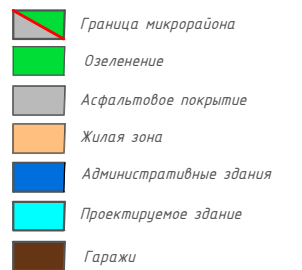 Граница микрорайона
Озеленение
Асфальтовое покрытие
Жилая зона
Административные здания
Проектируемое здание
Гаражи